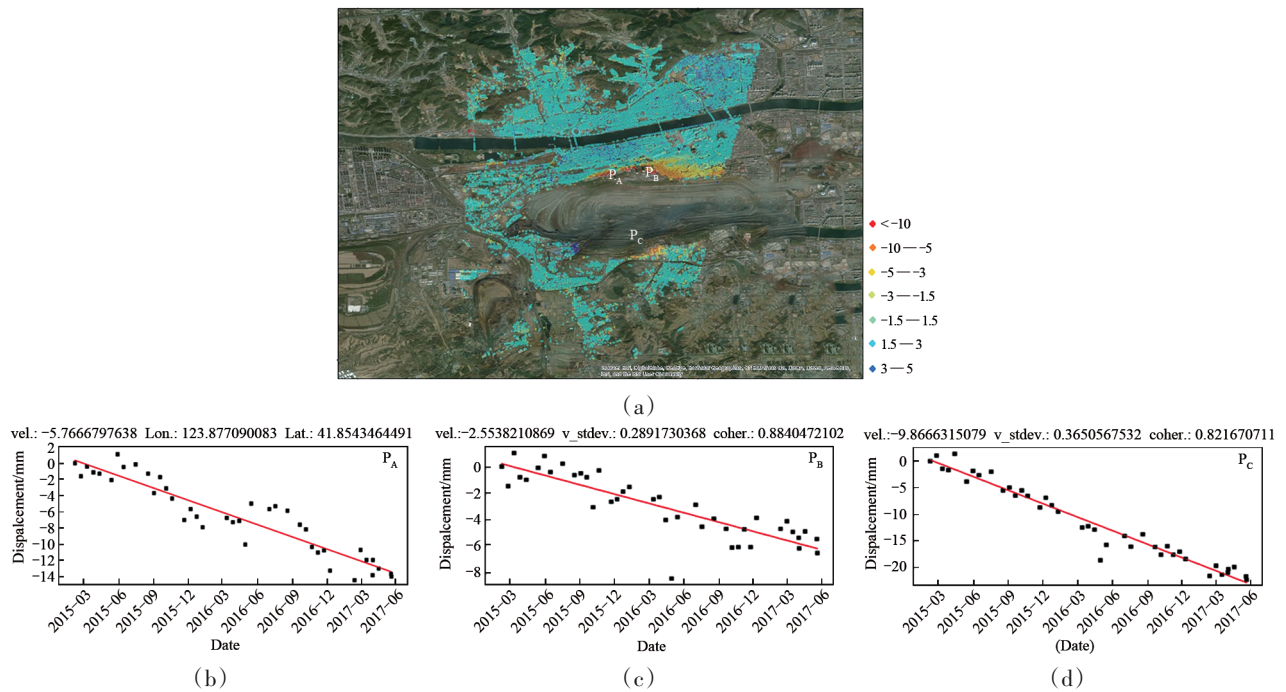 P_A
P_B
P_C
<-10
-10—-5
-5—-3
-3—-1.5
-1.5—1.5
1.5—3
3—5
(a)
vel.: -5.7666797638 Lon.: 123.877090083 Lat.: 41.8543464491
P_A
Dispalcement/mm
2
0
-2
-4
-6
-8
-10
-12
-14
2015-03
2015-06
2015-09
2015-12
2016-03
2016-06
2016-09
2016-12
2017-03
2017-06
Date
(b)
vel.:-2.5538210869 v_stdev.: 0.2891730368 coher.: 0.8840472102
P_B
Dispalcement/mm
0
-2
-4
-6
-8
2015-03
2015-06
2015-09
2015-12
2016-03
2016-06
2016-09
2016-12
2017-03
2017-06
Date
(c)
vel.:-9.8666315079 v_stdev.: 0.3650567532 coher.: 0.821670711
P_C
Dispalcement/mm
0
-5
-10
-15
-20
2015-03
2015-06
2015-09
2015-12
2016-03
2016-06
2016-09
2016-12
2017-03
2017-06
(Date)
(d)